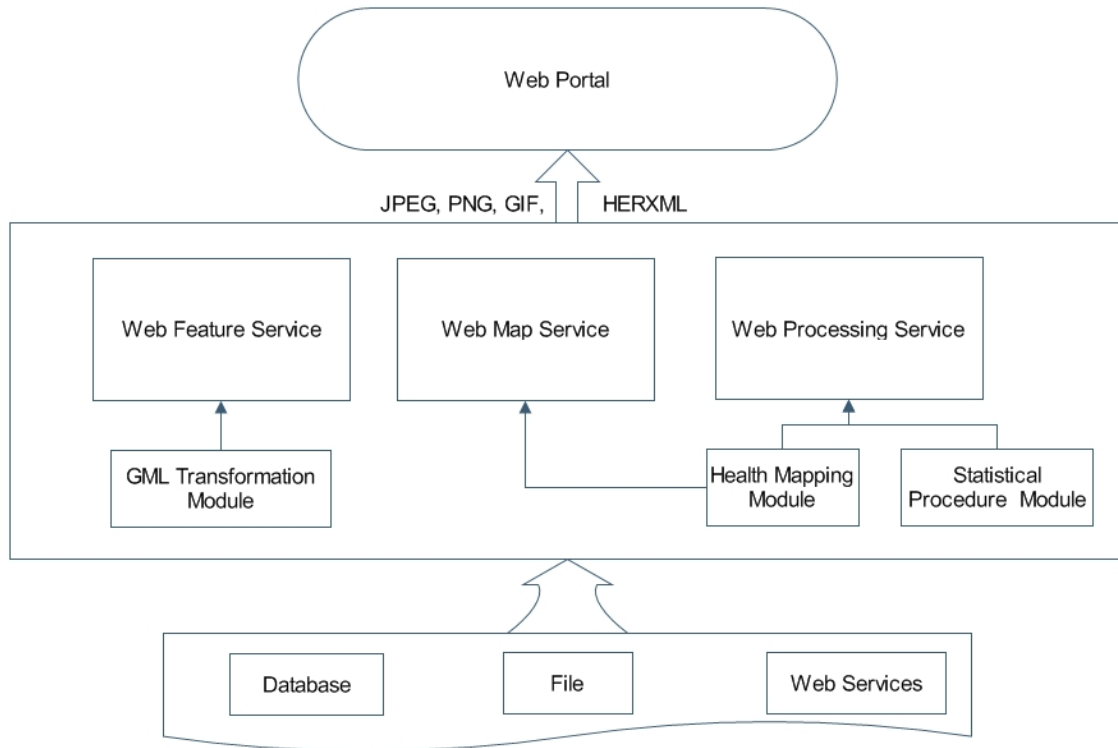 Web Portal
JPEG, PNG, GIF,
HERXML
Web Feature Service
Web Map Service
Web Processing Service
GML Transformation
Module
Health Mapping
Module
Statistical
Procedure Module
Database
File
Web Services